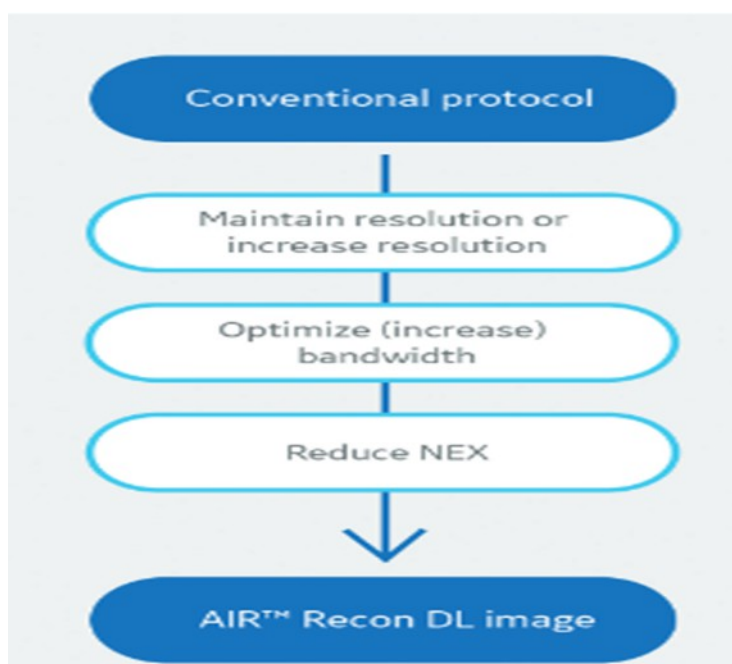 Conventional protocol
Maintain resolution or
increase resolution
Optimize (increase)
bandwidth
Reduce NEX
AIR™ Recon DL image